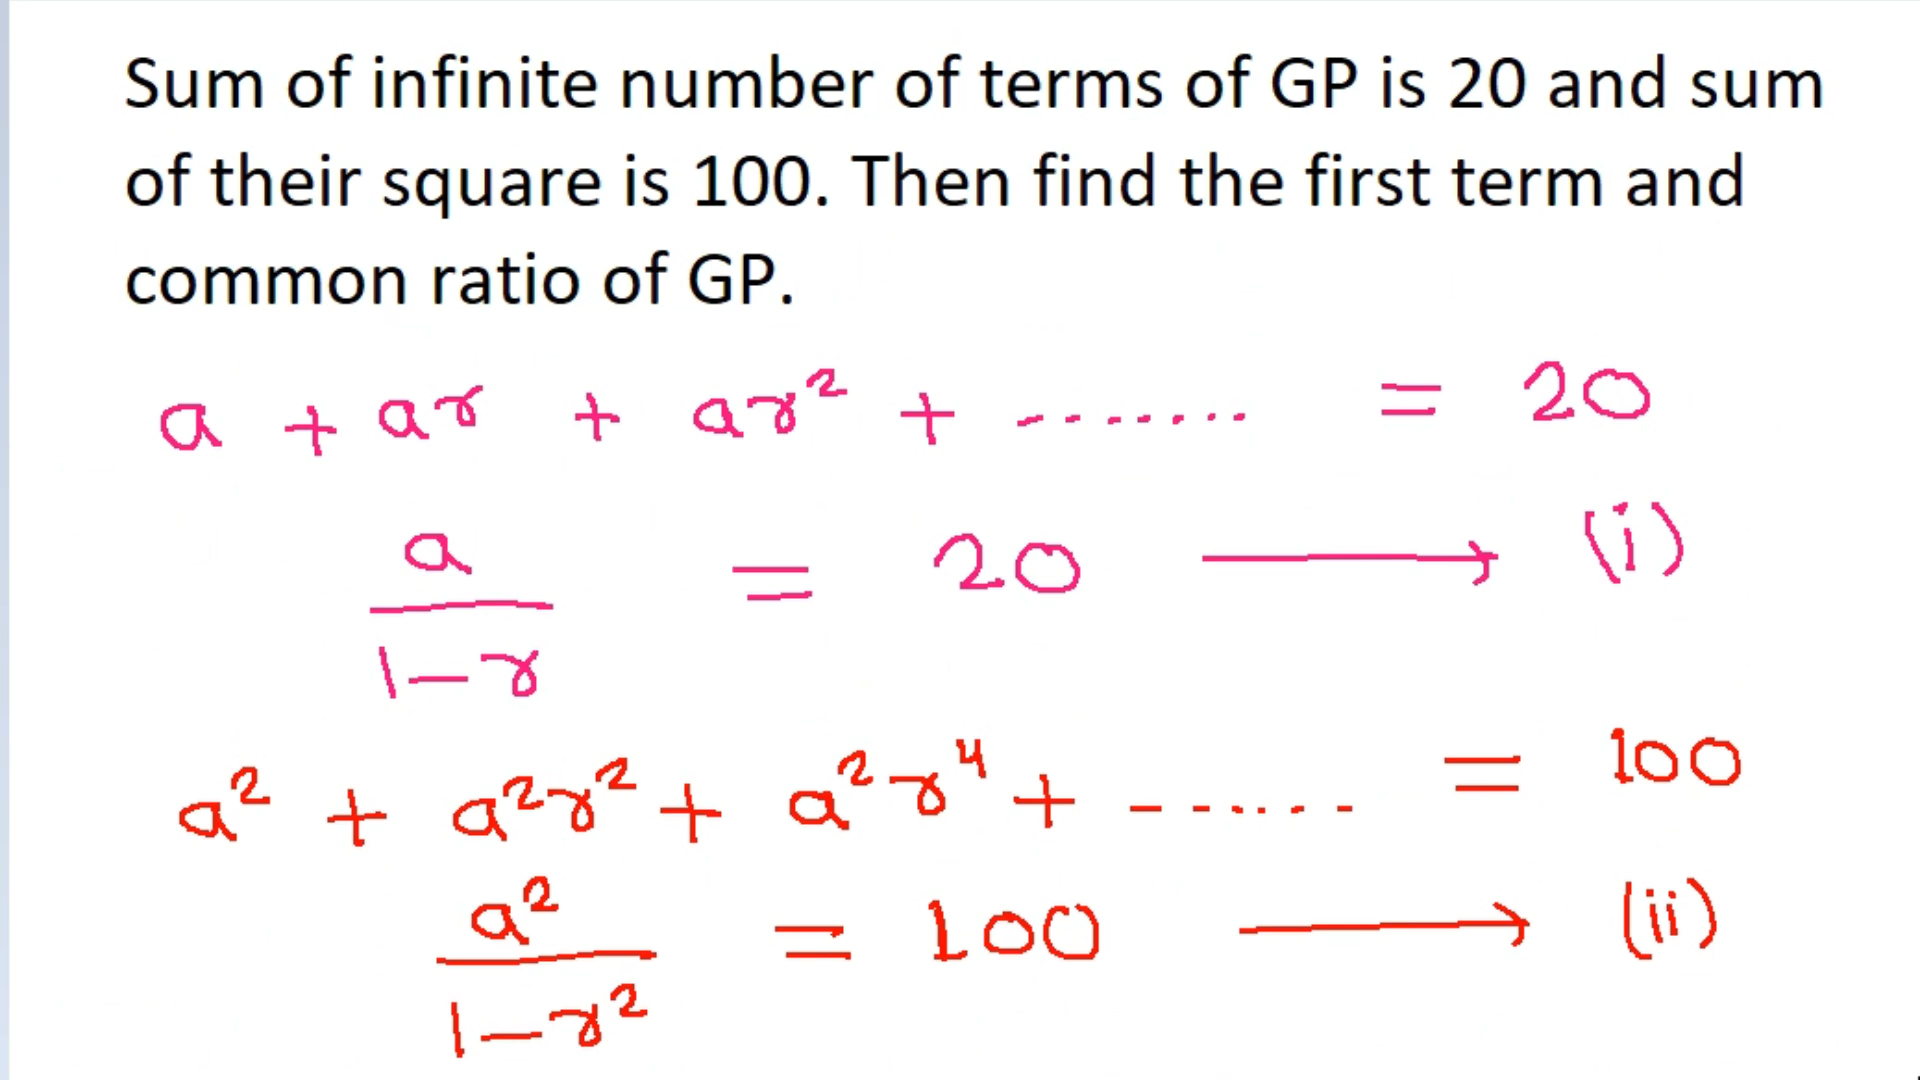 Sum of infinite number of terms of GP is 20 and sum
of their square is 100. Then find the first term and
common ratio of GP.
a + ar + ar² + ........ = 20
a/(1-r) = 20 ⟶ (i)
a² + a²r² + a²r⁴ + ....... = 100
a²/(1-r²) = 100 ⟶ (ii)